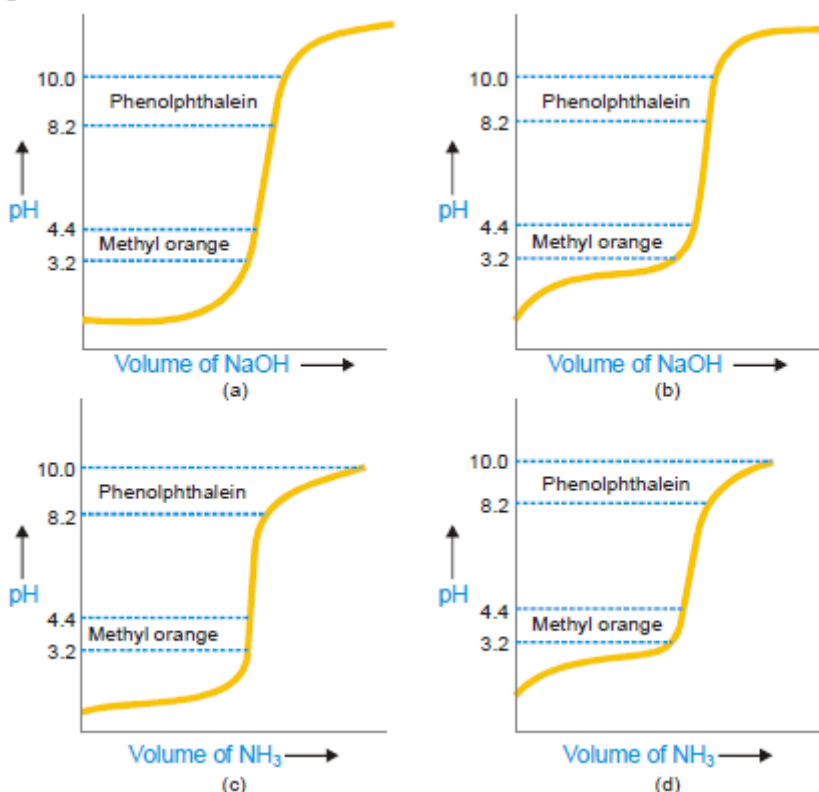 10.0
Phenolphthalein
8.2
pH
4.4
Methyl orange
3.2
Volume of NaOH
(a)
10.0
Phenolphthalein
8.2
pH
4.4
Methyl orange
3.2
Volume of NaOH
(b)
10.0
Phenolphthalein
8.2
pH
4.4
Methyl orange
3.2
Volume of NH₃
(c)
10.0
Phenolphthalein
8.2
pH
4.4
Methyl orange
3.2
Volume of NH₃
(d)